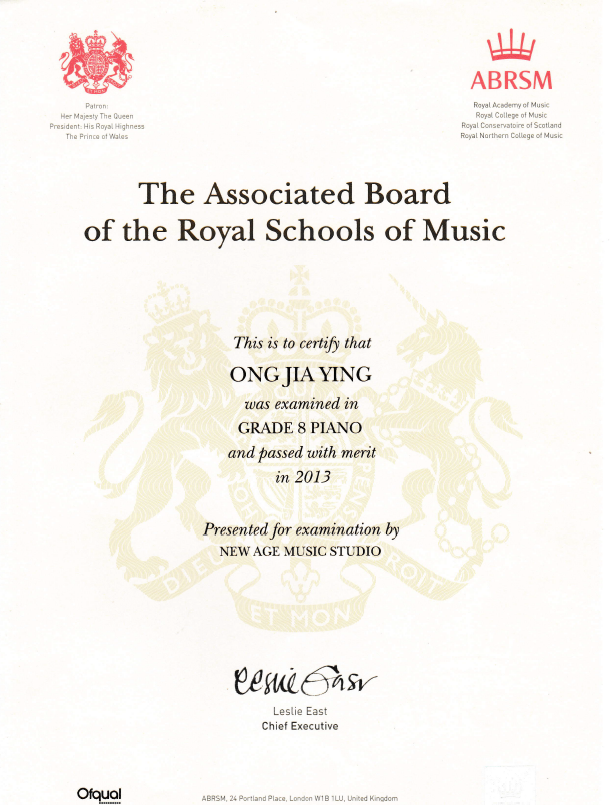 Patron:
Her Majesty The Queen
President: His Royal Highness
The Prince of Wales
ABRSM
Royal Academy of Music
Royal College of Music
Royal Conservatoire of Scotland
Royal Northern College of Music
The Associated Board
of the Royal Schools of Music
This is to certify that
ONG JIA YING
was examined in
GRADE 8 PIANO
and passed with merit
in 2013
Presented for examination by
NEW AGE MUSIC STUDIO
DIEU ET MON DROIT
Leslie East
Leslie East
Chief Executive
Ofqual
ABRSM, 24 Portland Place, London W1B 1LU, United Kingdom